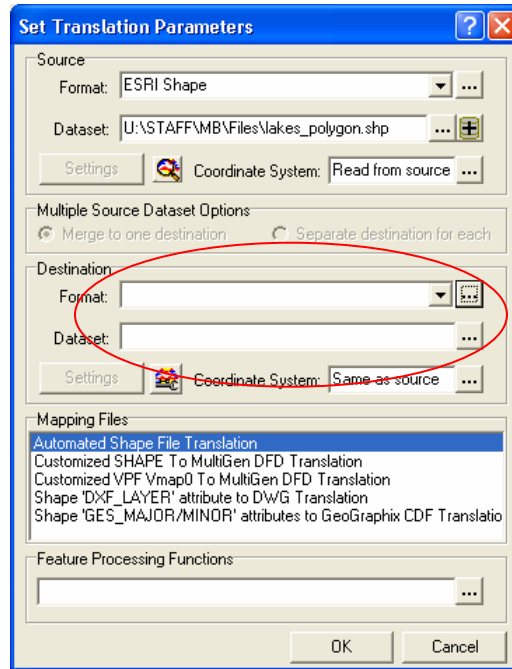 Set Translation Parameters
Source
Format: ESRI Shape ...
Dataset: U:\STAFF\MB\Files\lakes_polygon.shp ...
Settings Coordinate System: Read from source ...
Multiple Source Dataset Options
Merge to one destination Separate destination for each
Destination
Format: ...
Dataset: ...
Settings Coordinate System: Same as source ...
Mapping Files
Automated Shape File Translation
Customized SHAPE To MultiGen DFD Translation
Customized VPF Vmap0 To MultiGen DFD Translation
Shape 'DXF_LAYER' attribute to DWG Translation
Shape 'GES_MAJOR/MINOR' attributes to GeoGraphix CDF Translatio
Feature Processing Functions
...
OK Cancel